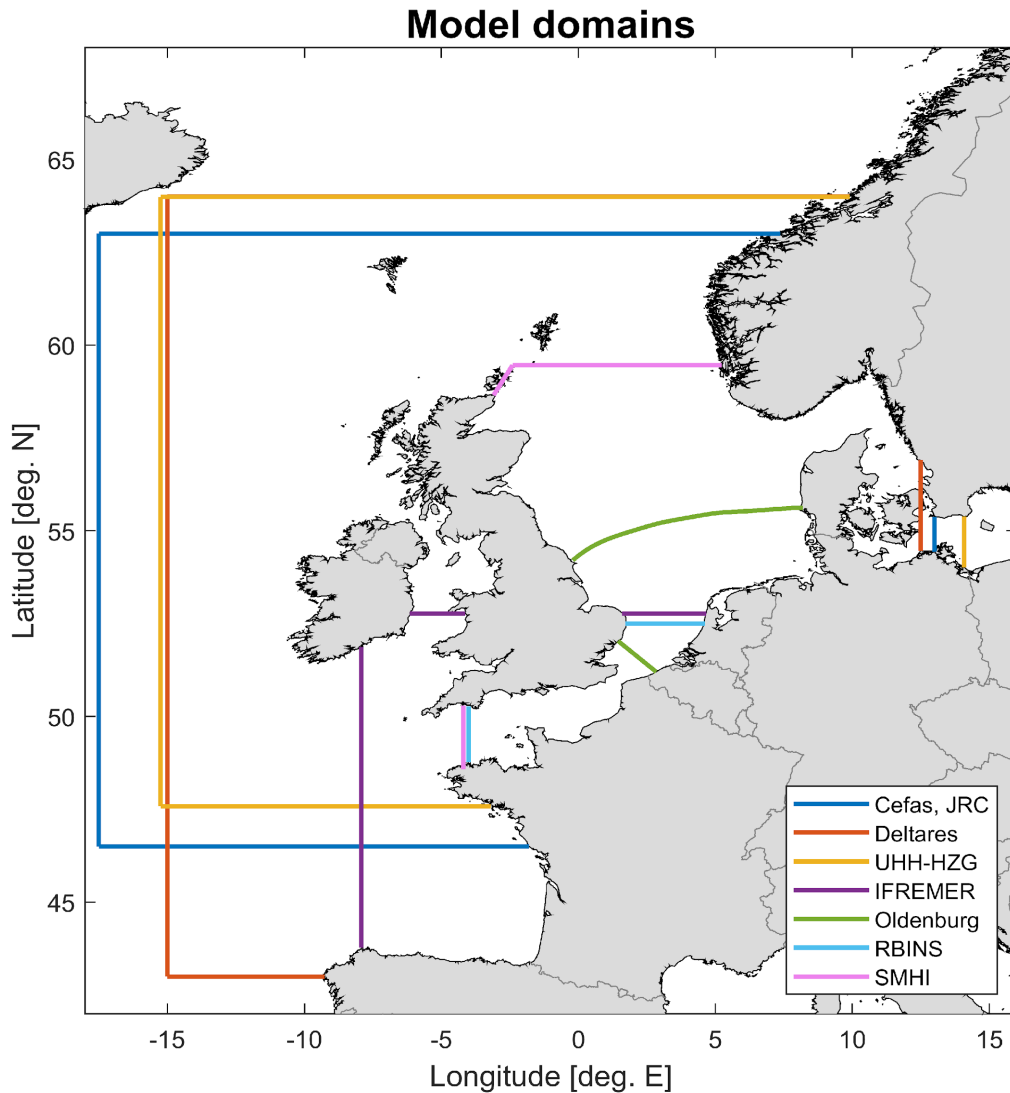 Model domains
65
60
55
50
45
Latitude [deg. N]
-15
-10
-5
0
5
10
15
Longitude [deg. E]
Cefas, JRC
Deltares
UHH-HZG
IFREMER
Oldenburg
RBINS
SMHI